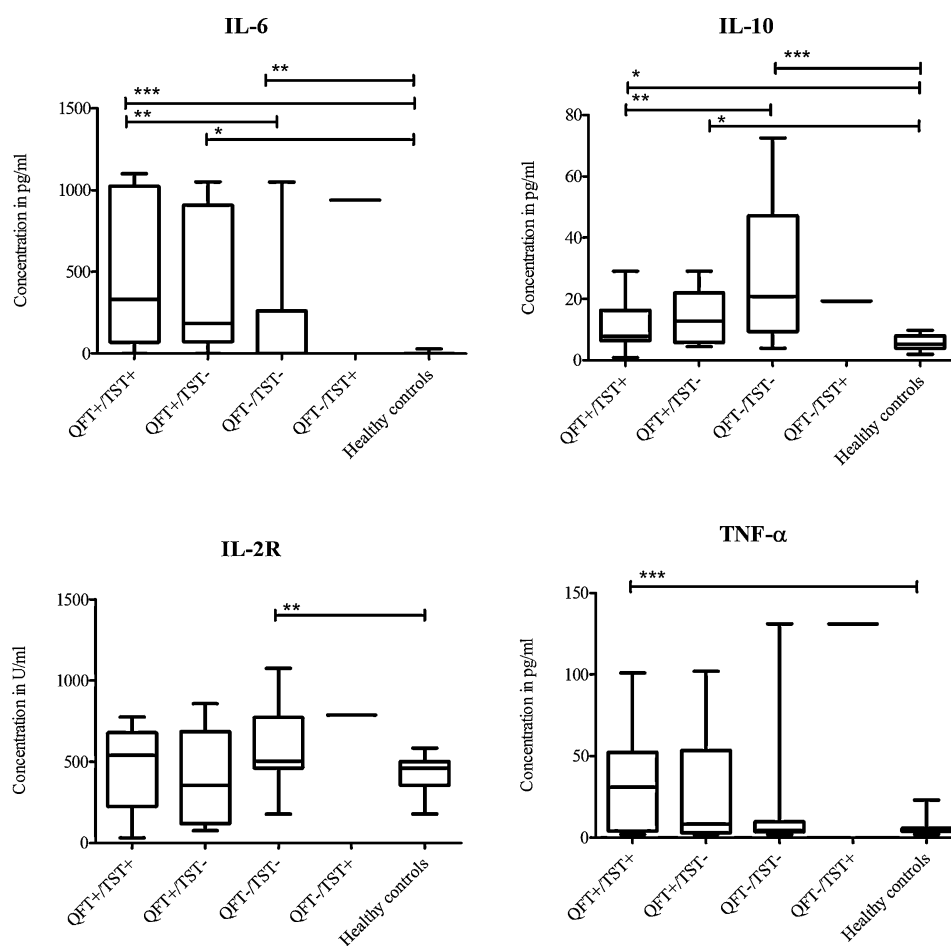 IL-6
**
***
**
*
1500
1000
500
0
Concentration in pg/ml
QFT+/TST+
QFT+/TST-
QFT-/TST-
QFT-/TST+
Healthy controls
IL-10
***
*
**
*
80
60
40
20
0
Concentration in pg/ml
QFT+/TST+
QFT+/TST-
QFT-/TST-
QFT-/TST+
Healthy controls
IL-2R
**
1500
1000
500
0
Concentration in U/ml
QFT+/TST+
QFT+/TST-
QFT-/TST-
QFT-/TST+
Healthy controls
TNF-α
***
150
100
50
0
Concentration in pg/ml
QFT+/TST+
QFT+/TST-
QFT-/TST-
QFT-/TST+
Healthy controls